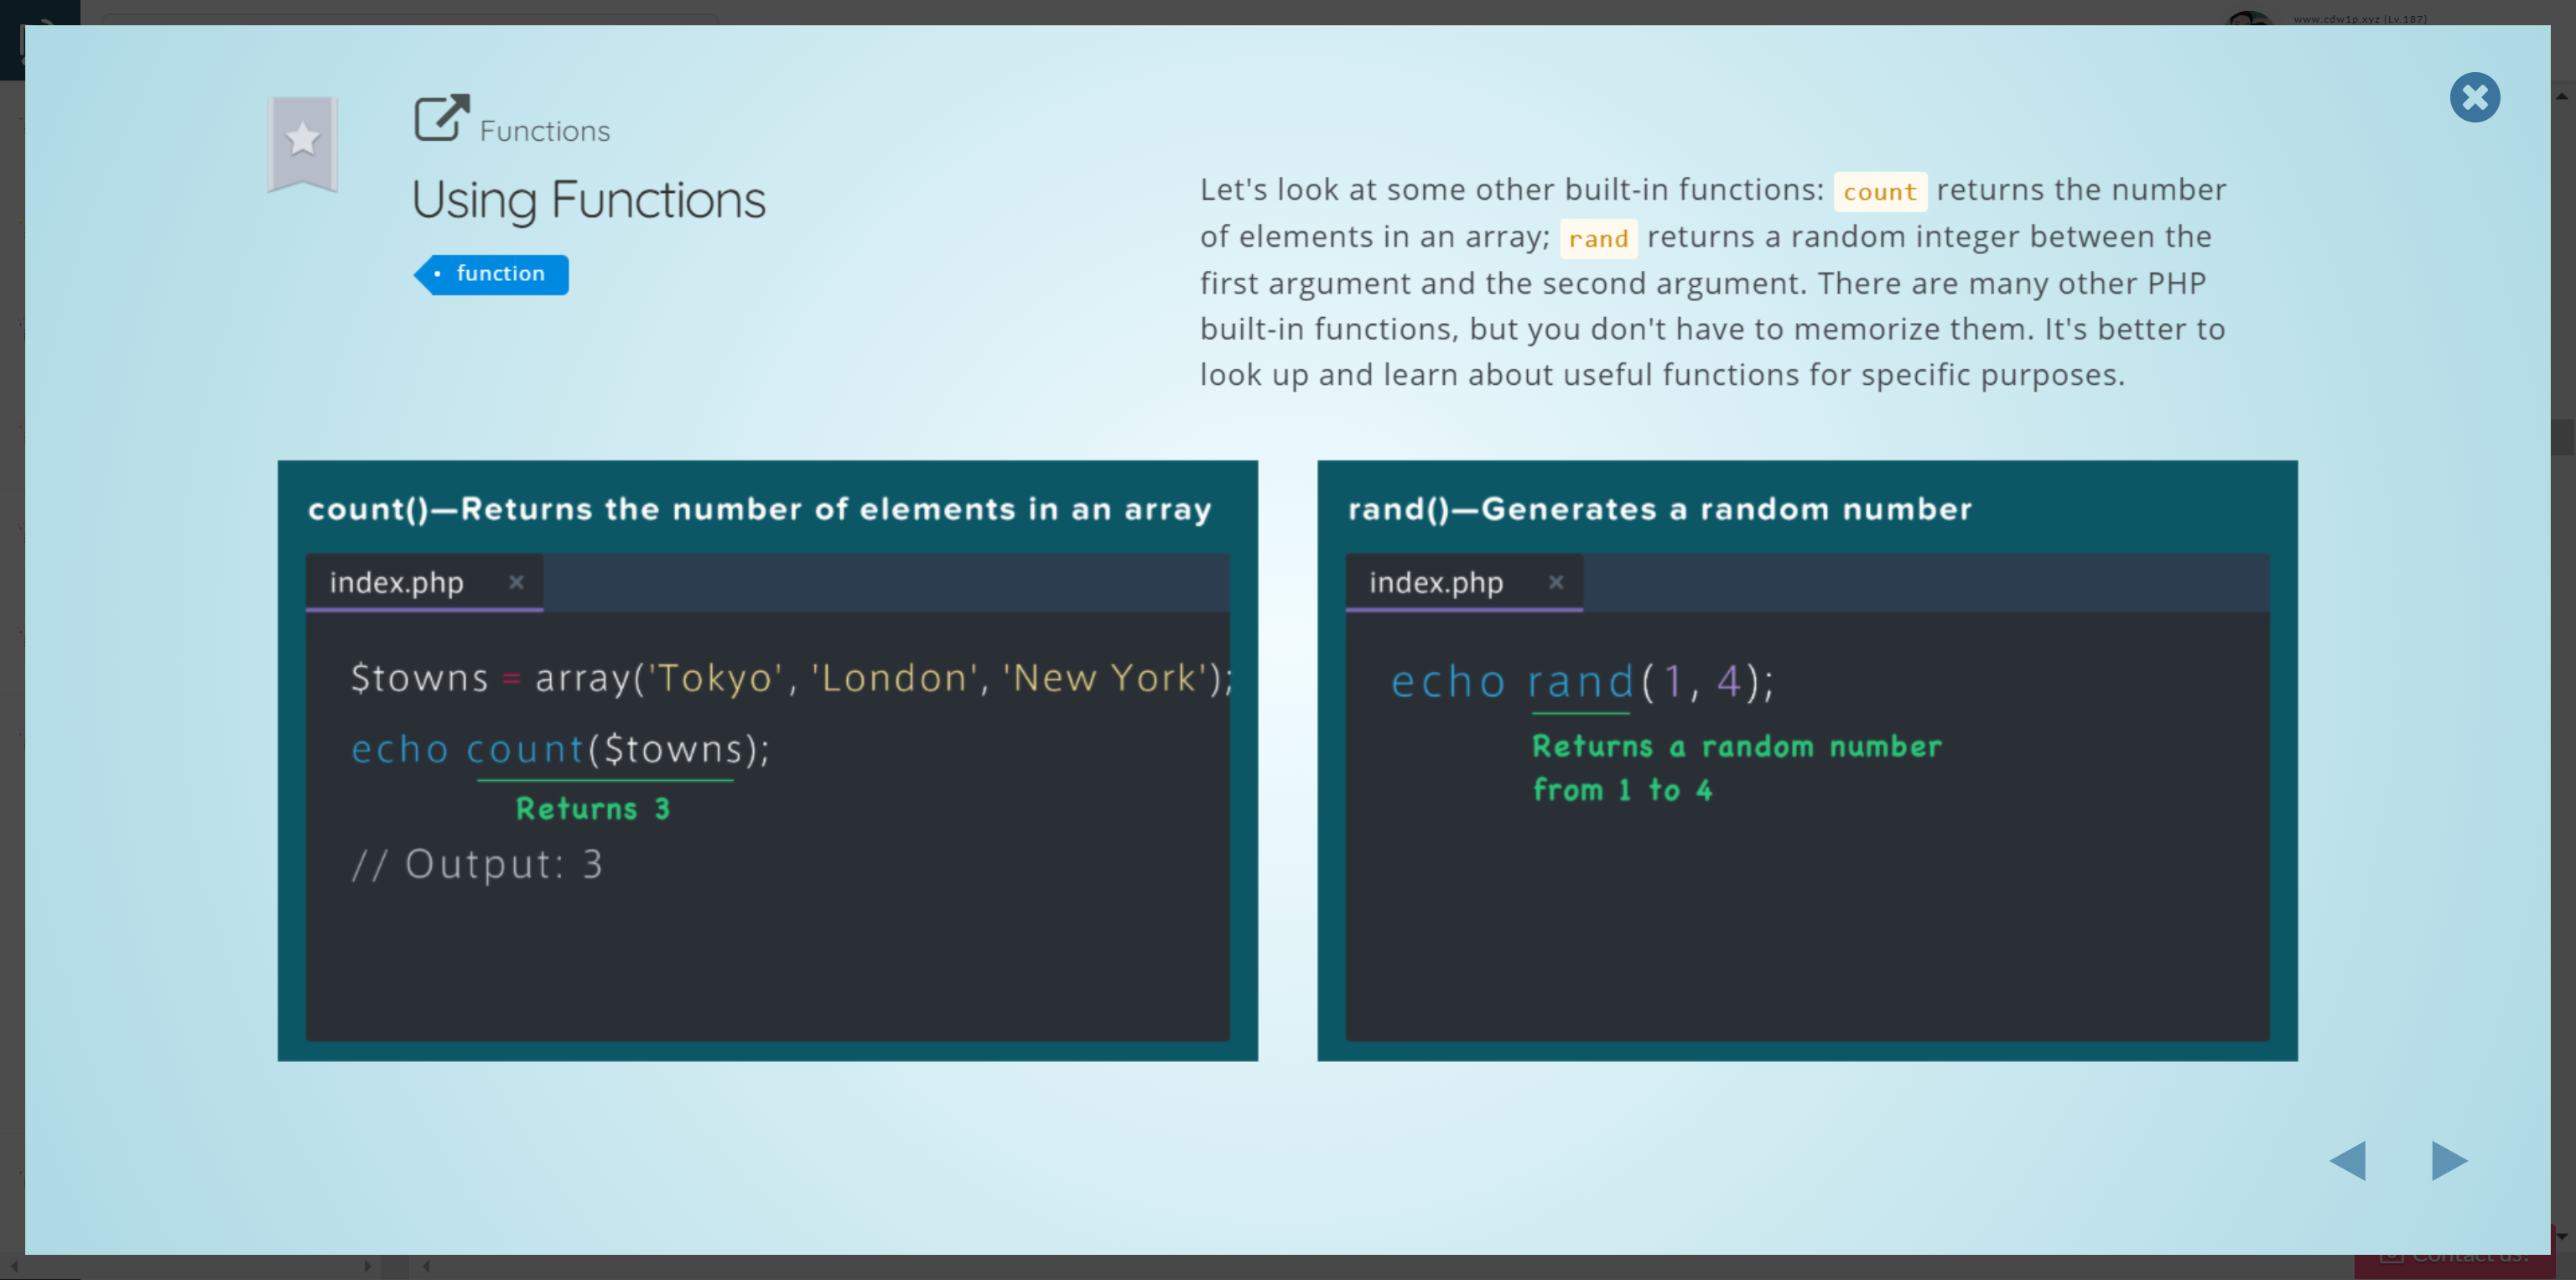 www.cdw1p.xyz (Lv.187)
Functions
Using Functions
• function
Let's look at some other built-in functions: count returns the number
of elements in an array; rand returns a random integer between the
first argument and the second argument. There are many other PHP
built-in functions, but you don't have to memorize them. It's better to
look up and learn about useful functions for specific purposes.
count()—Returns the number of elements in an array
index.php ×
$towns = array('Tokyo', 'London', 'New York');
echo count($towns);
Returns 3
// Output: 3
rand()—Generates a random number
index.php ×
echo rand(1, 4);
Returns a random number
from 1 to 4
Contact us!